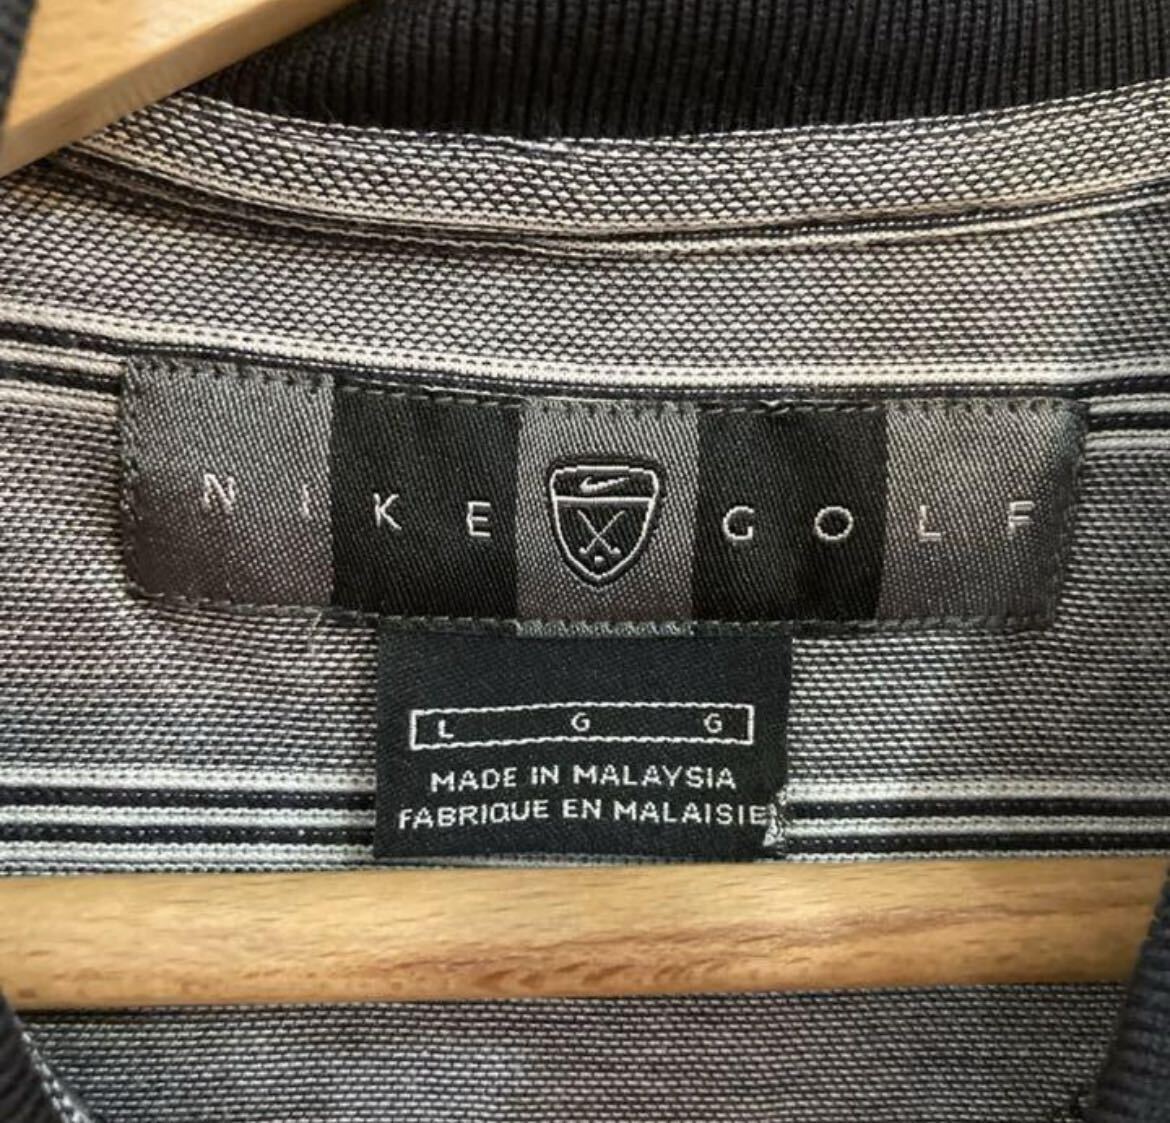 NIKE GOLF
L G G
MADE IN MALAYSIA
FABRIQUE EN MALAISIE